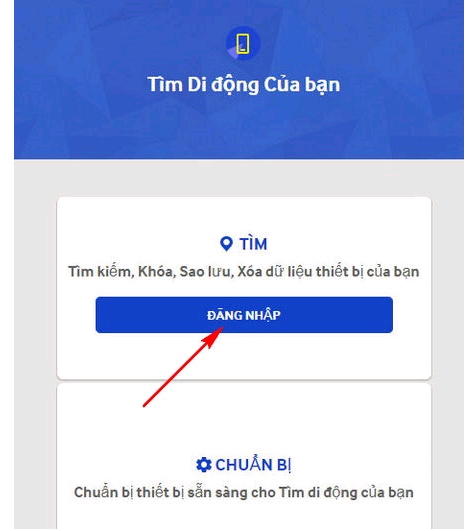 Tìm Di động Của bạn
TÌM
Tìm kiếm, Khóa, Sao lưu, Xóa dữ liệu thiết bị của bạn
ĐĂNG NHẬP
CHUẨN BỊ
Chuẩn bị thiết bị sẵn sàng cho Tìm di động của bạn